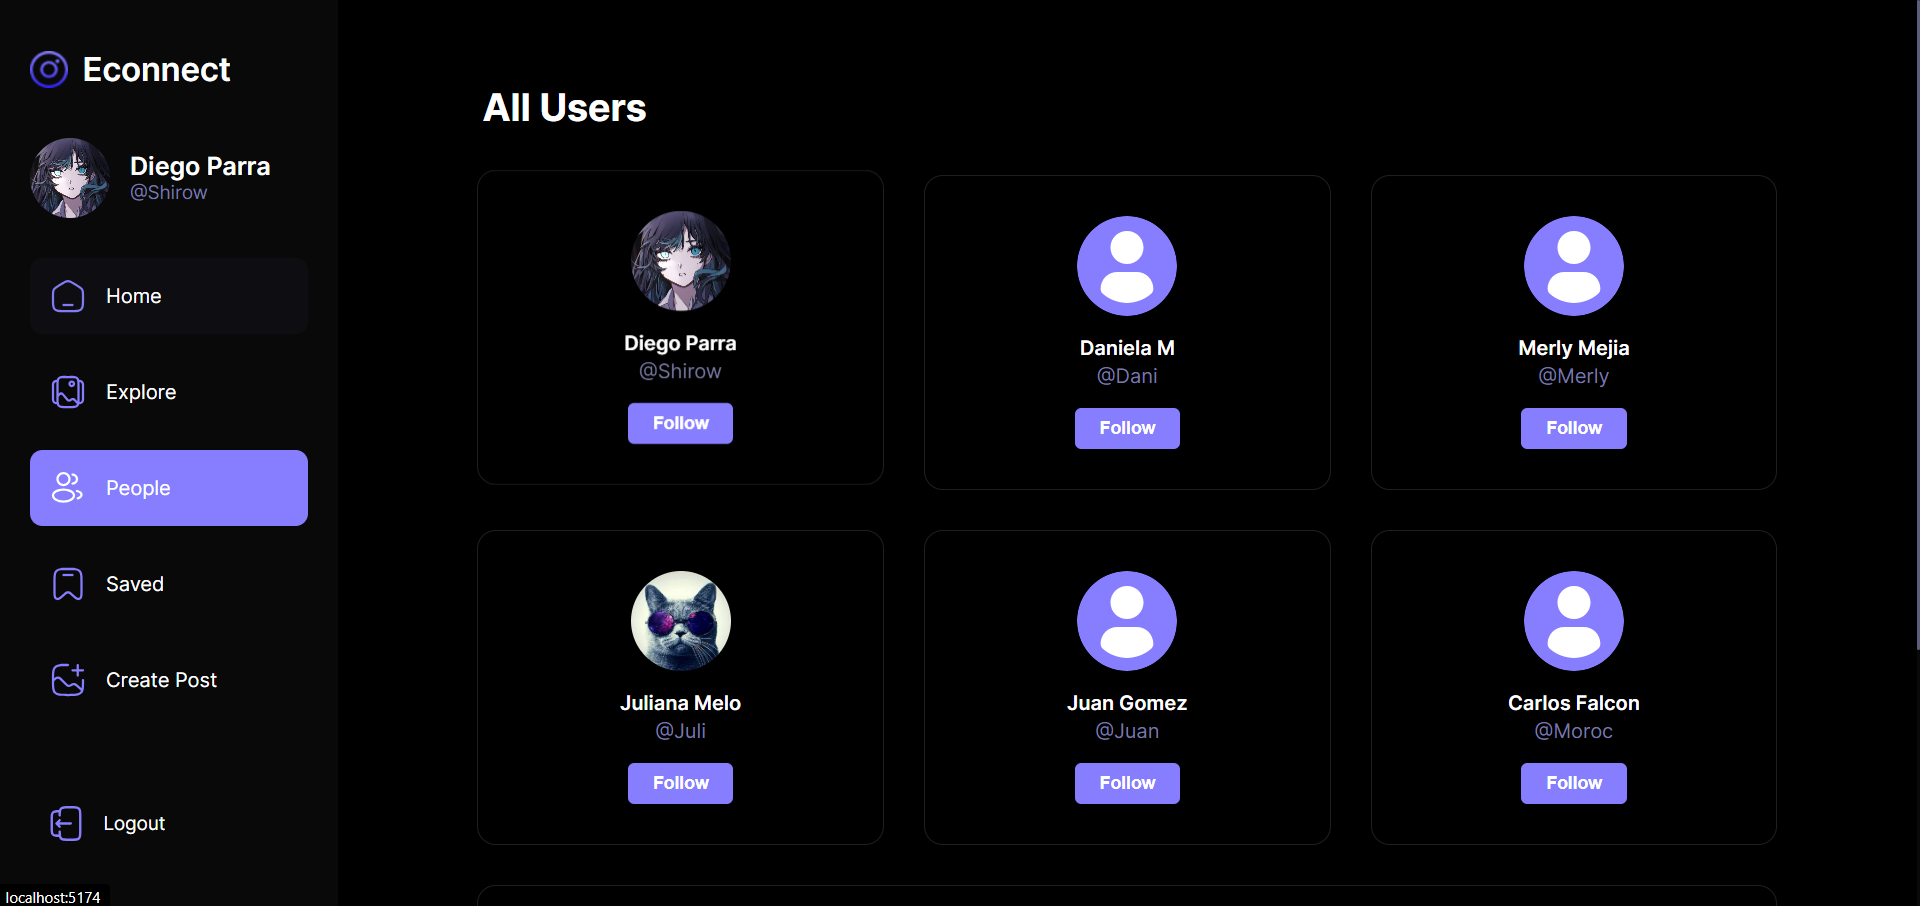 Econnect
Diego Parra
@Shirow
Home
Explore
People
Saved
Create Post
Logout
localhost:5174
All Users
Diego Parra
@Shirow
Follow
Daniela M
@Dani
Follow
Merly Mejia
@Merly
Follow
Juliana Melo
@Juli
Follow
Juan Gomez
@Juan
Follow
Carlos Falcon
@Moroc
Follow